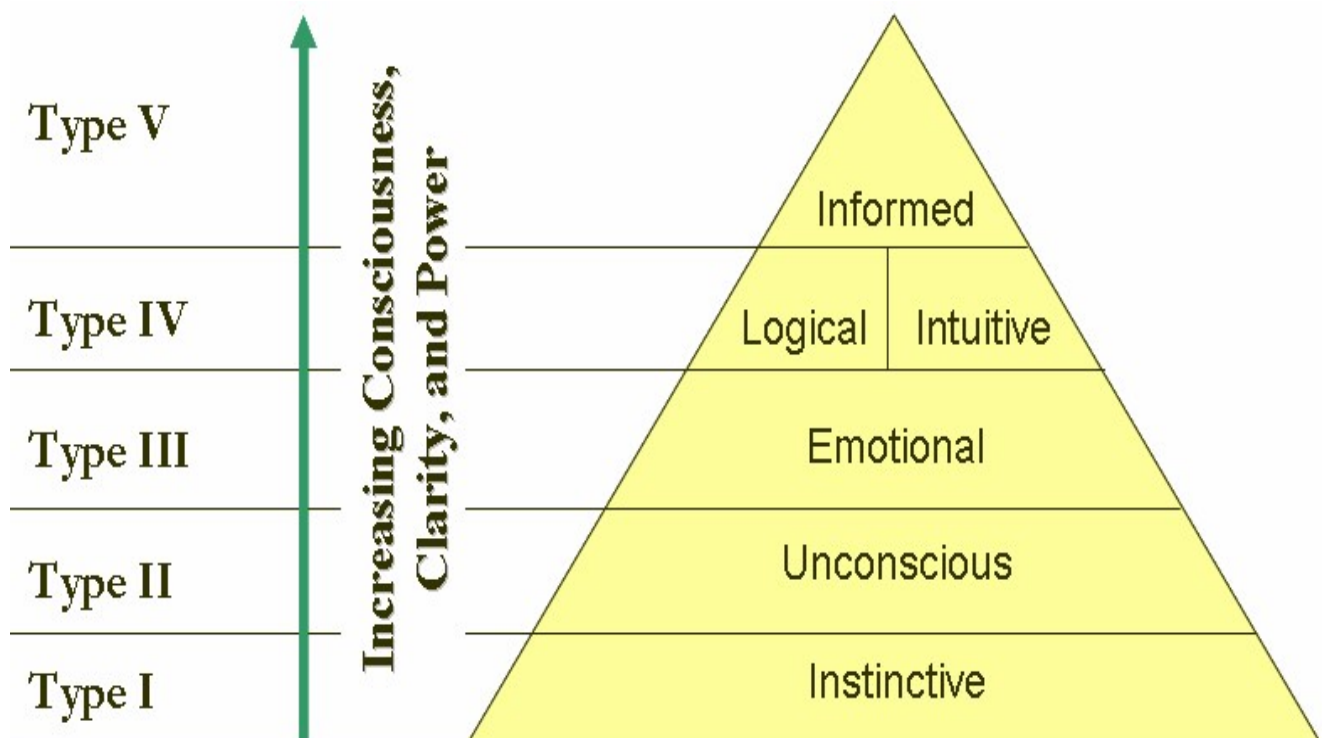 Type V
Type IV
Type III
Type II
Type I
Increasing Consciousness,
Clarity, and Power
Informed
Logical
Intuitive
Emotional
Unconscious
Instinctive